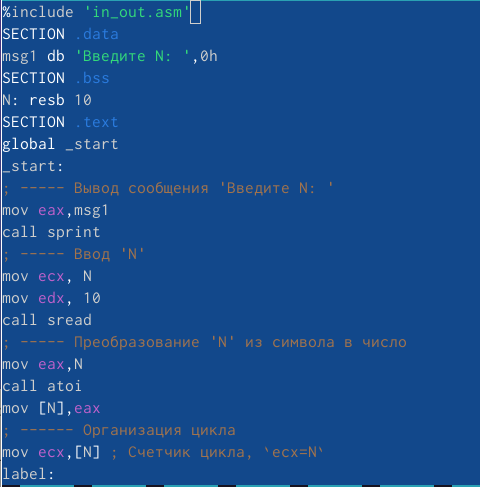 %include 'in_out.asm'
SECTION .data
msg1 db 'Введите N: ',0h
SECTION .bss
N: resb 10
SECTION .text
global _start
_start:
; ----- Вывод сообщения 'Введите N: '
mov eax,msg1
call sprint
; ----- Ввод 'N'
mov ecx, N
mov edx, 10
call sread
; ----- Преобразование 'N' из символа в число
mov eax,N
call atoi
mov [N],eax
; ------ Организация цикла
mov ecx,[N] ; Счетчик цикла, `ecx=N`
label: